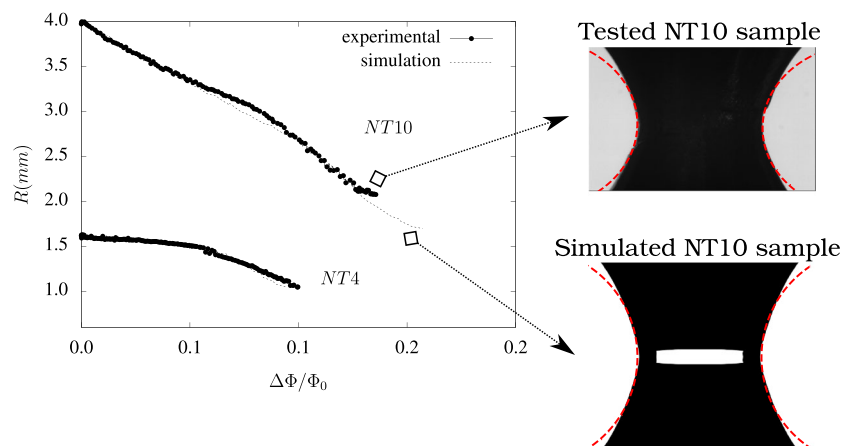 4.0
3.5
3.0
2.5
2.0
1.5
1.0
R(mm)
0.0
0.1
0.1
0.2
0.2
ΔΦ/Φ₀
experimental
simulation
NT10
NT4
Tested NT10 sample
Simulated NT10 sample